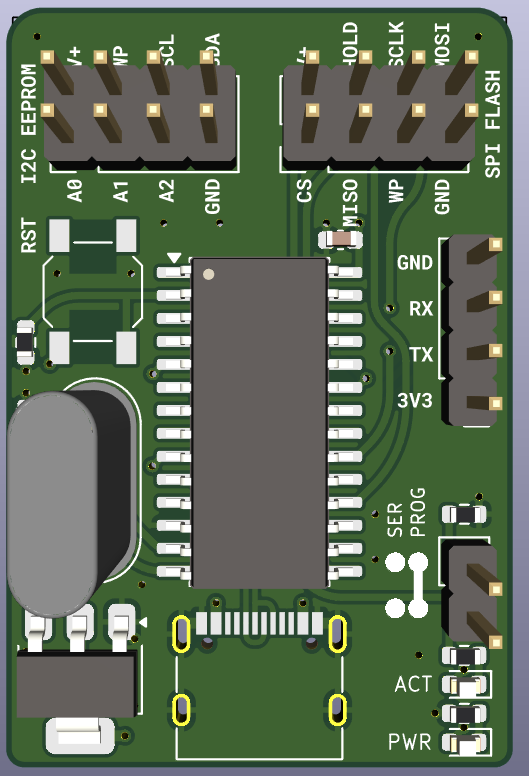 V+
WP
SCL
HOLD
SCLK
MOSI
I2C EEPROM
SPI FLASH
A0
A1
A2
GND
CS
MISO
WP
GND
RST
GND
RX
TX
3V3
SER
PROG
ACT
PWR